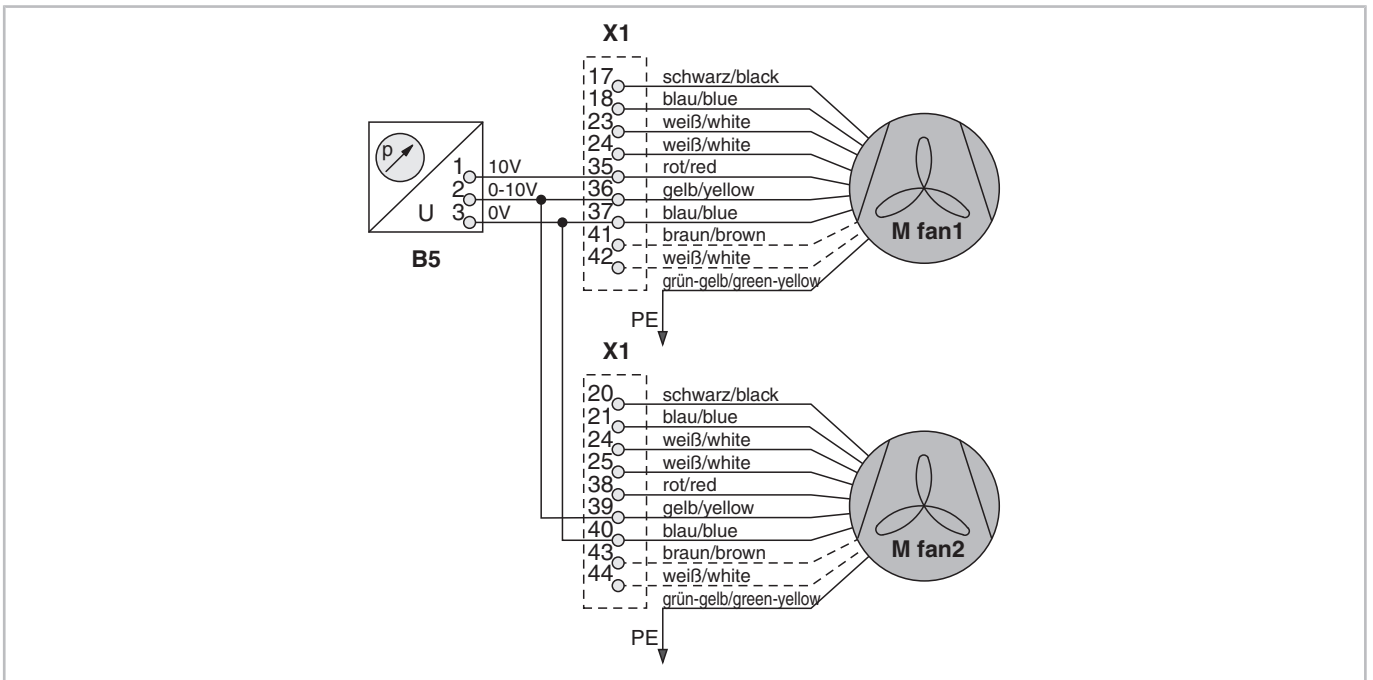 X1
17 schwarz/black
18 blau/blue
23 weiß/white
24 weiß/white
p
1 10V 35 rot/red
2 0-10V 36 gelb/yellow
U 3 0V 37 blau/blue
M fan1
41 braun/brown
B5
42 weiß/white
grün-gelb/green-yellow
PE
X1
20 schwarz/black
21 blau/blue
24 weiß/white
25 weiß/white
38 rot/red
39 gelb/yellow
40 blau/blue
M fan2
43 braun/brown
44 weiß/white
grün-gelb/green-yellow
PE